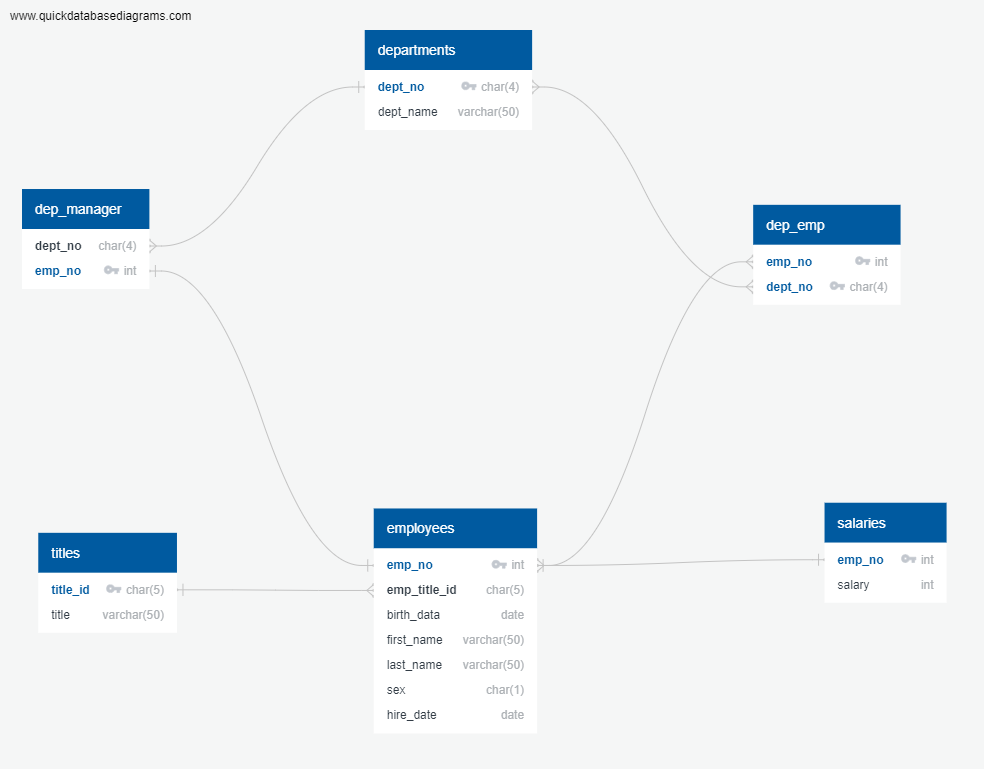 www.quickdatabasediagrams.com
departments
dept_no char(4)
dept_name varchar(50)
dep_manager
dept_no char(4)
emp_no int
dep_emp
emp_no int
dept_no char(4)
titles
title_id char(5)
title varchar(50)
employees
emp_no int
emp_title_id char(5)
birth_data date
first_name varchar(50)
last_name varchar(50)
sex char(1)
hire_date date
salaries
emp_no int
salary int